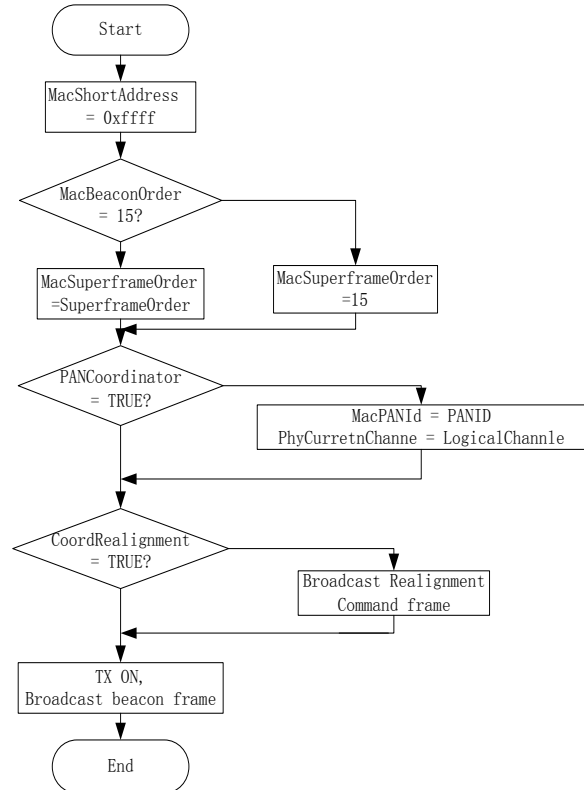 Start
MacShortAddress
= 0xffff
MacBeaconOrder
= 15?
MacSuperframeOrder
=SuperframeOrder
MacSuperframeOrder
=15
PANCoordinator
= TRUE?
MacPANId = PANID
PhyCurretnChanne = LogicalChannle
CoordRealignment
= TRUE?
Broadcast Realignment
Command frame
TX ON,
Broadcast beacon frame
End